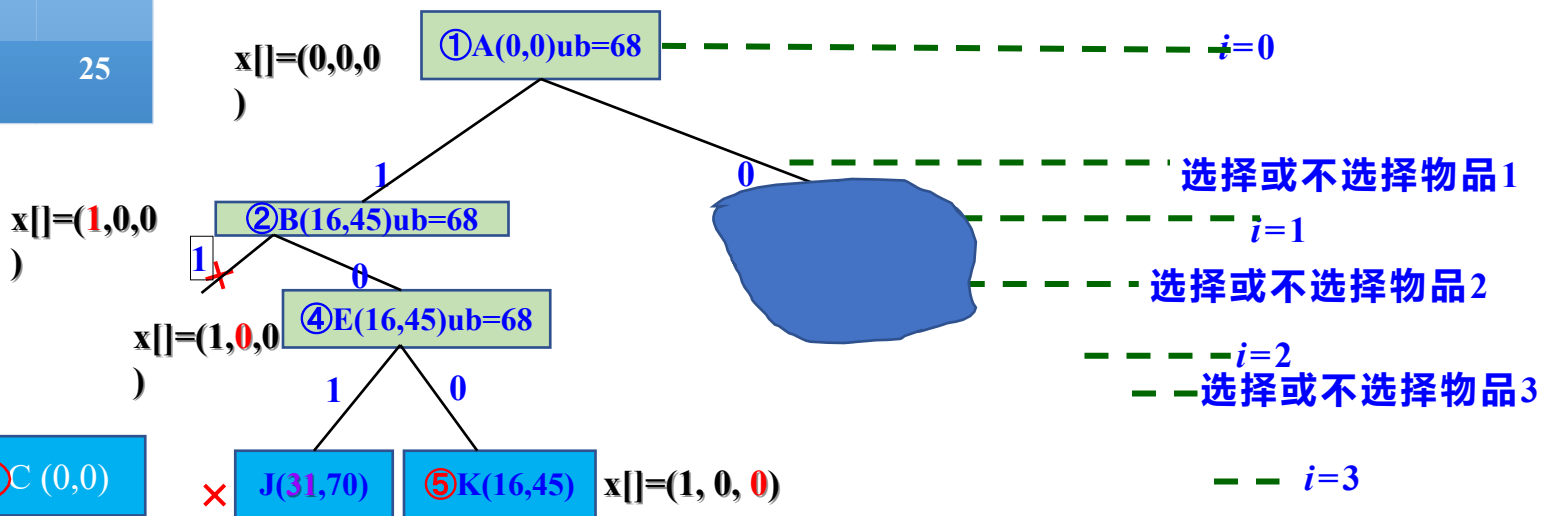 25
x[]=(0,0,0
)
①A(0,0)ub=68
i=0
1
0
选择或不选择物品1
x[]=(1,0,0
)
②B(16,45)ub=68
i=1
1
0
选择或不选择物品2
x[]=(1,0,0
)
④E(16,45)ub=68
i=2
1
0
选择或不选择物品3
C (0,0)
×
J(31,70)
⑤K(16,45)
x[]=(1, 0, 0)
i=3